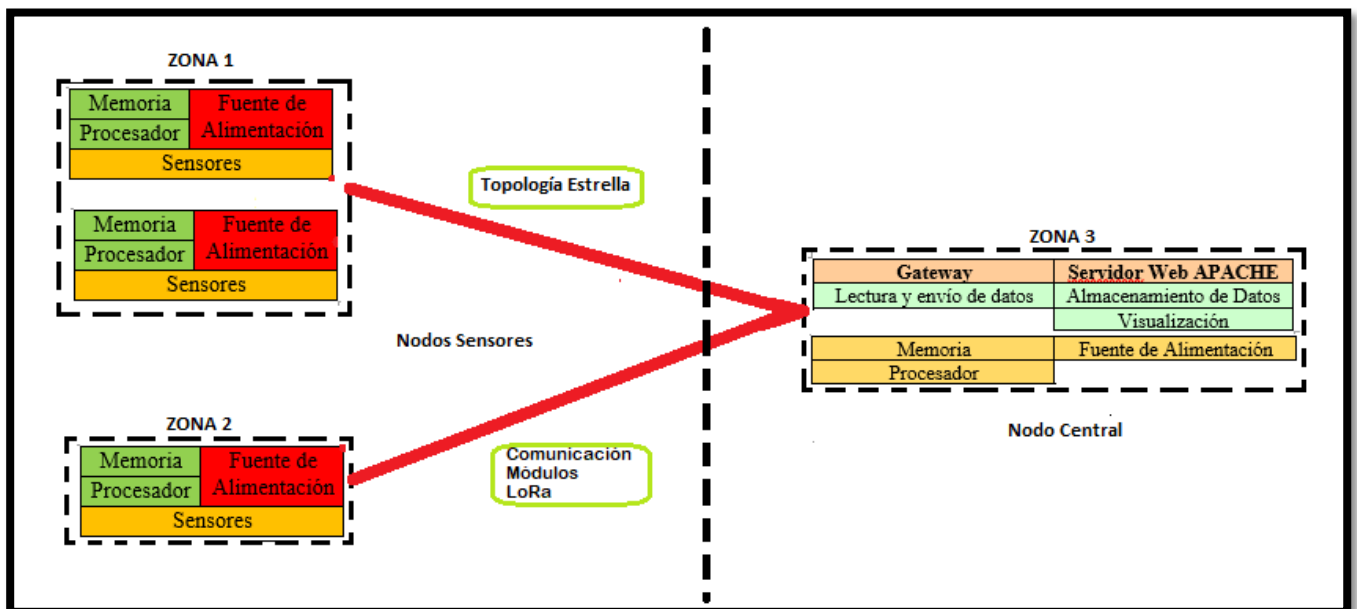 ZONA 1
Memoria
Fuente de
Alimentación
Procesador
Sensores
Memoria
Fuente de
Alimentación
Procesador
Sensores
Topología Estrella
Nodos Sensores
ZONA 2
Memoria
Fuente de
Alimentación
Procesador
Sensores
Comunicación
Módulos
LoRa
ZONA 3
Gateway
Servidor Web APACHE
Lectura y envío de datos
Almacenamiento de Datos
Visualización
Memoria
Fuente de Alimentación
Procesador
Nodo Central